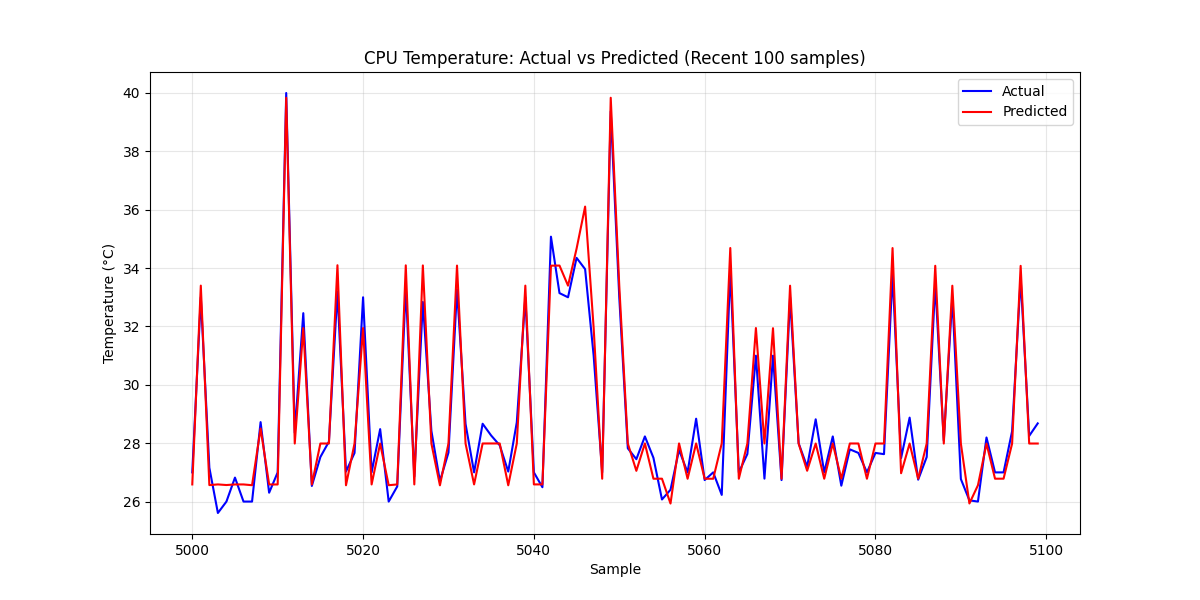 CPU Temperature: Actual vs Predicted (Recent 100 samples)
Actual
Predicted
40
38
36
34
32
30
28
26
Temperature (°C)
5000 5020 5040 5060 5080 5100
Sample